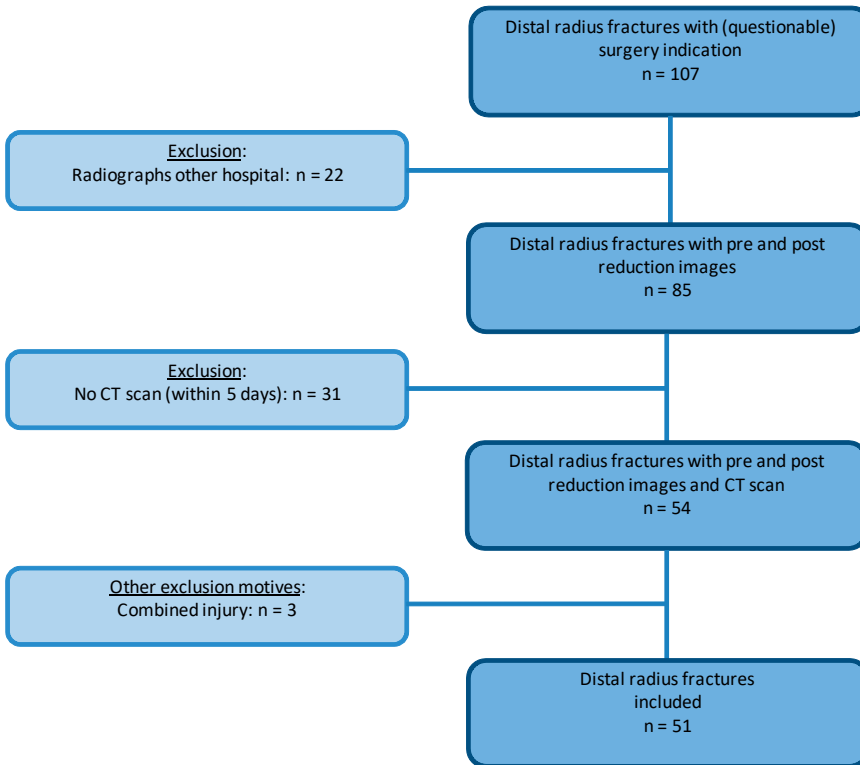 Distal radius fractures with (questionable)
surgery indication
n = 107
Exclusion:
Radiographs other hospital: n = 22
Distal radius fractures with pre and post
reduction images
n = 85
Exclusion:
No CT scan (within 5 days): n = 31
Distal radius fractures with pre and post
reduction images and CT scan
n = 54
Other exclusion motives:
Combined injury: n = 3
Distal radius fractures
included
n = 51